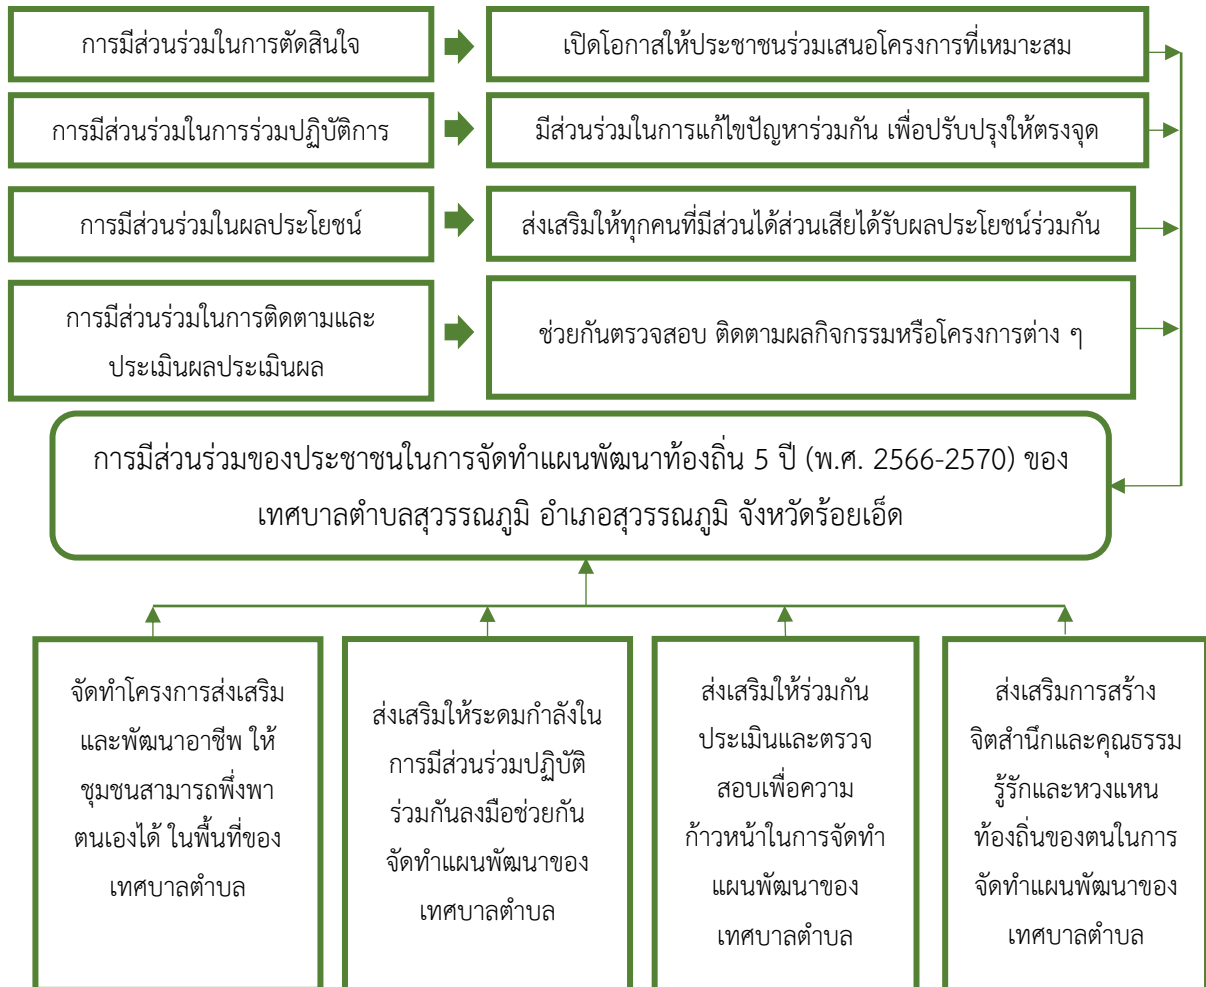 การมีส่วนร่วมในการตัดสินใจ
เปิดโอกาสให้ประชาชนร่วมเสนอโครงการที่เหมาะสม
การมีส่วนร่วมในการร่วมปฏิบัติการ
มีส่วนร่วมในการแก้ไขปัญหาร่วมกัน เพื่อปรับปรุงให้ตรงจุด
การมีส่วนร่วมในผลประโยชน์
ส่งเสริมให้ทุกคนที่มีส่วนได้ส่วนเสียได้รับผลประโยชน์ร่วมกัน
การมีส่วนร่วมในการติดตามและ
ประเมินผลประเมินผล
ช่วยกันตรวจสอบ ติดตามผลกิจกรรมหรือโครงการต่าง ๆ
การมีส่วนร่วมของประชาชนในการจัดทำแผนพัฒนาท้องถิ่น 5 ปี (พ.ศ. 2566-2570) ของ
เทศบาลตำบลสุวรรณภูมิ อำเภอสุวรรณภูมิ จังหวัดร้อยเอ็ด
จัดทำโครงการส่งเสริม
และพัฒนาอาชีพ ให้
ชุมชนสามารถพึ่งพา
ตนเองได้ ในพื้นที่ของ
เทศบาลตำบล
ส่งเสริมให้ระดมกำลังใน
การมีส่วนร่วมปฏิบัติ
ร่วมกันลงมือช่วยกัน
จัดทำแผนพัฒนาของ
เทศบาลตำบล
ส่งเสริมให้ร่วมกัน
ประเมินและตรวจ
สอบเพื่อความ
ก้าวหน้าในการจัดทำ
แผนพัฒนาของ
เทศบาลตำบล
ส่งเสริมการสร้าง
จิตสำนึกและคุณธรรม
รู้รักและหวงแหน
ท้องถิ่นของตนในการ
จัดทำแผนพัฒนาของ
เทศบาลตำบล